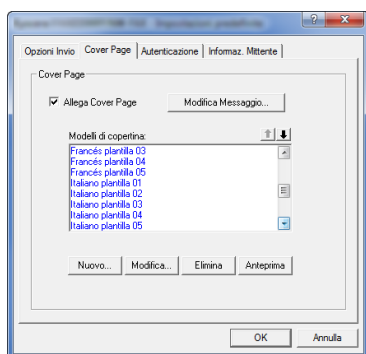 Opzioni Invio Cover Page Autenticazione Informaz. Mittente
Cover Page
Allega Cover Page Modifica Messaggio...
Modelli di copertina:
Francés plantilla 03
Francés plantilla 04
Francés plantilla 05
Italiano plantilla 01
Italiano plantilla 02
Italiano plantilla 03
Italiano plantilla 04
Italiano plantilla 05
Nuovo... Modifica... Elimina Anteprima
OK Annulla